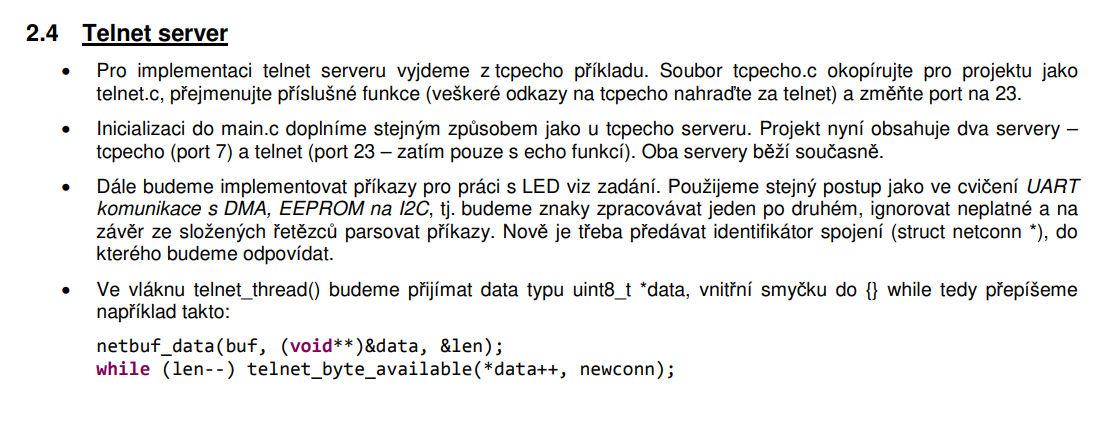 2.4 Telnet server
• Pro implementaci telnet serveru vyjdeme z tcpecho příkladu. Soubor tcpecho.c okopírujte pro projektu jako
telnet.c, přejmenujte příslušné funkce (veškeré odkazy na tcpecho nahraďte za telnet) a změňte port na 23.
• Inicializaci do main.c doplníme stejným způsobem jako u tcpecho serveru. Projekt nyní obsahuje dva servery –
tcpecho (port 7) a telnet (port 23 – zatím pouze s echo funkcí). Oba servery běží současně.
• Dále budeme implementovat příkazy pro práci s LED viz zadání. Použijeme stejný postup jako ve cvičení UART
komunikace s DMA, EEPROM na I2C, tj. budeme znaky zpracovávat jeden po druhém, ignorovat neplatné a na
závěr ze složených řetězců parsovat příkazy. Nově je třeba předávat identifikátor spojení (struct netconn *), do
kterého budeme odpovídat.
• Ve vláknu telnet_thread() budeme přijímat data typu uint8_t *data, vnitřní smyčku do {} while tedy přepíšeme
například takto:
netbuf_data(buf, (void**)&data, &len);
while (len--) telnet_byte_available(*data++, newconn);